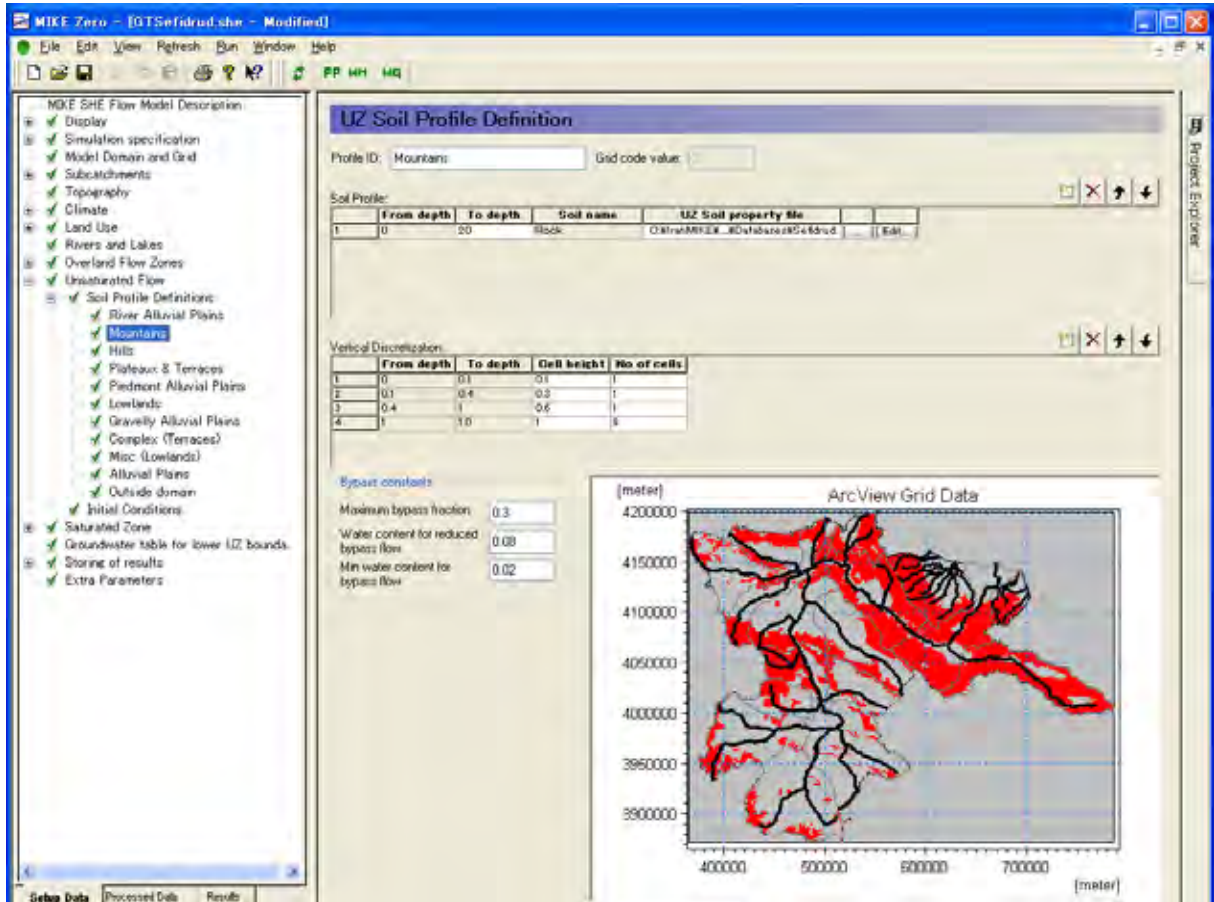 MIKE Zero - [GTSefidrud.she - Modified]
File Edit View Refresh Run Window Help
PP WM WQ
MIKE SHE Flow Model Description
Display
Simulation specification
Model Domain and Grid
Subcatchments
Topography
Climate
Land Use
Rivers and Lakes
Overland Flow Zones
Unsaturated Flow
Soil Profile Definitions
River Alluvial Plains
Mountains
Hills
Plateaux & Terraces
Piedmont Alluvial Plains
Lowlands
Gravelly Alluvial Plains
Complex (Terraces)
Misc (Lowlands)
Alluvial Plains
Outside domain
Initial Conditions
Saturated Zone
Groundwater table for lower UZ bounda
Storing of results
Extra Parameters
Setup Data Processed Data Results
UZ Soil Profile Definition
Profile ID: Mountains Grid code value:
Soil Profile:
From depth To depth Soil name UZ Soil property file
1 0 20 Rock ... Edit...
Vertical Discretization:
From depth To depth Cell height No of cells
1 0 0.1 0.1 1
2 0.1 0.4 0.3 1
3 0.4 1 0.6 1
4 1 10 1 9
Bypass constants
Maximum bypass fraction 0.3
Water content for reduced bypass flow 0.08
Min water content for bypass flow 0.02
[meter]
ArcView Grid Data
4200000
4150000
4100000
4050000
4000000
3950000
3900000
400000 500000 600000 700000
[meter]
Project Explorer